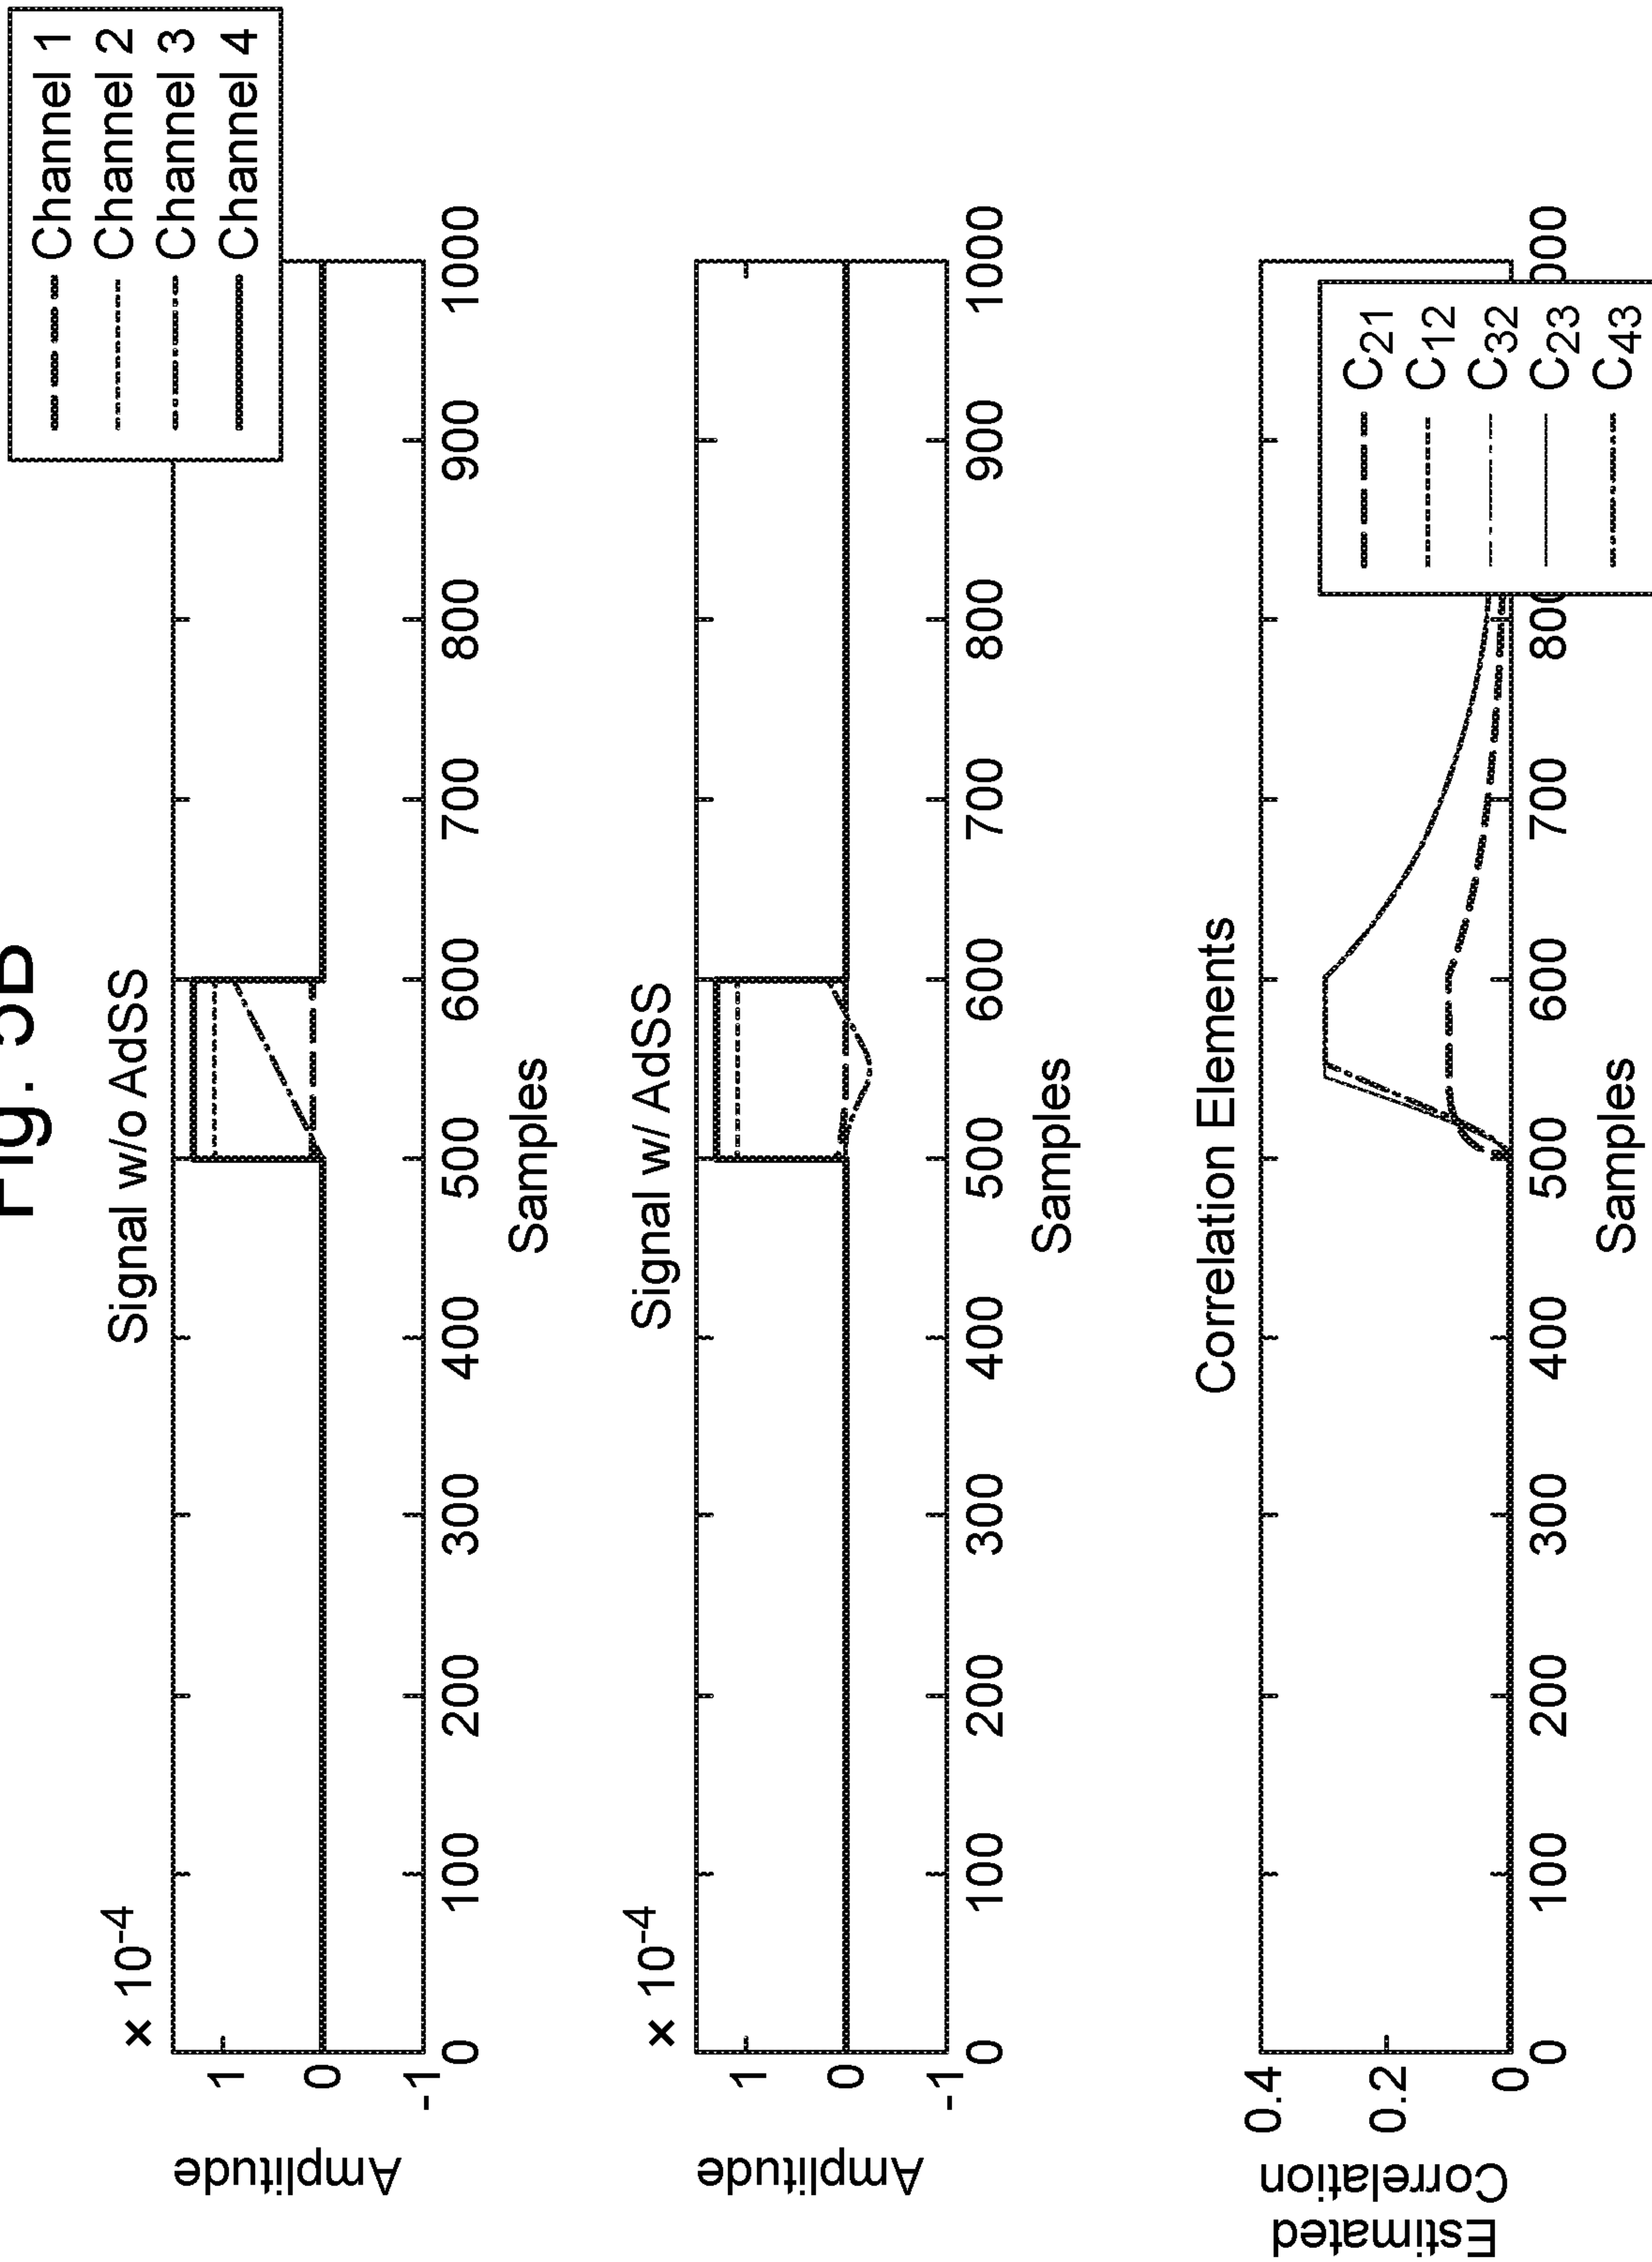 Fig. 5B
Signal w/o AdSS
× 10-4
Amplitude
1
0
-1
0 100 200 300 400 500 600 700 800 900 1000
Samples
Channel 1
Channel 2
Channel 3
Channel 4
Signal w/ AdSS
× 10-4
Amplitude
1
0
-1
0 100 200 300 400 500 600 700 800 900 1000
Samples
Correlation Elements
Estimated
Correlation
0.4
0.2
0
0 100 200 300 400 500 600 700 800 000
Samples
C21
C12
C32
C23
C43